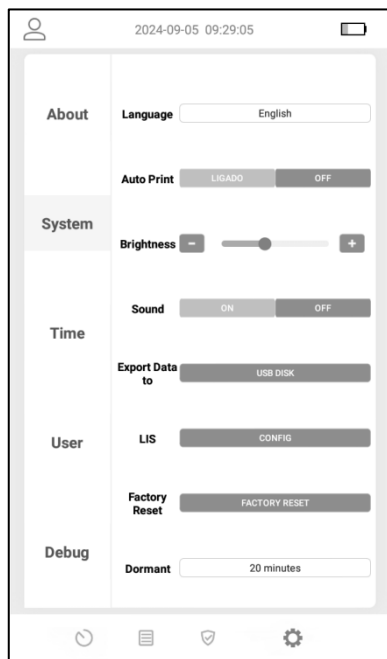 2024-09-05 09:29:05
About
System
Time
User
Debug
Language English
Auto Print LIGADO OFF
Brightness - +
Sound ON OFF
Export Data
to USB DISK
LIS CONFIG
Factory
Reset FACTORY RESET
Dormant 20 minutes